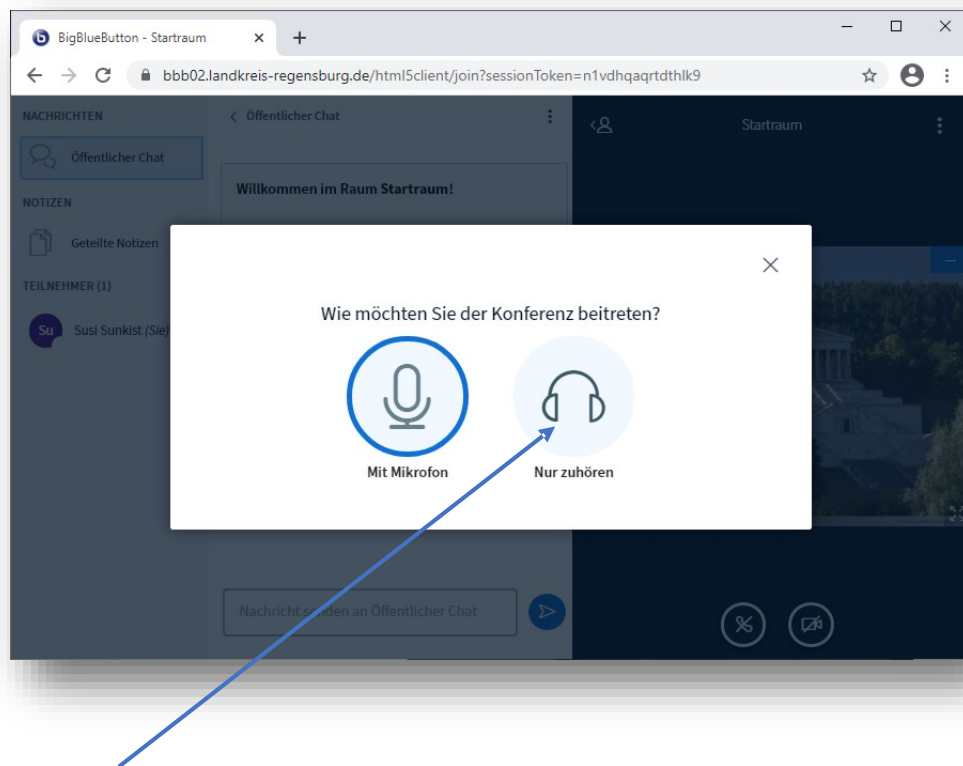 BigBlueButton - Startraum
bbb02.landkreis-regensburg.de/html5client/join?sessionToken=n1vdhqaqrtdthlk9
NACHRICHTEN
Öffentlicher Chat
NOTIZEN
Geteilte Notizen
TEILNEHMER (1)
Su Susi Sunkist (Sie)
Öffentlicher Chat
Willkommen im Raum Startraum!
Startraum
Wie möchten Sie der Konferenz beitreten?
Mit Mikrofon
Nur zuhören
Nachricht senden an Öffentlicher Chat